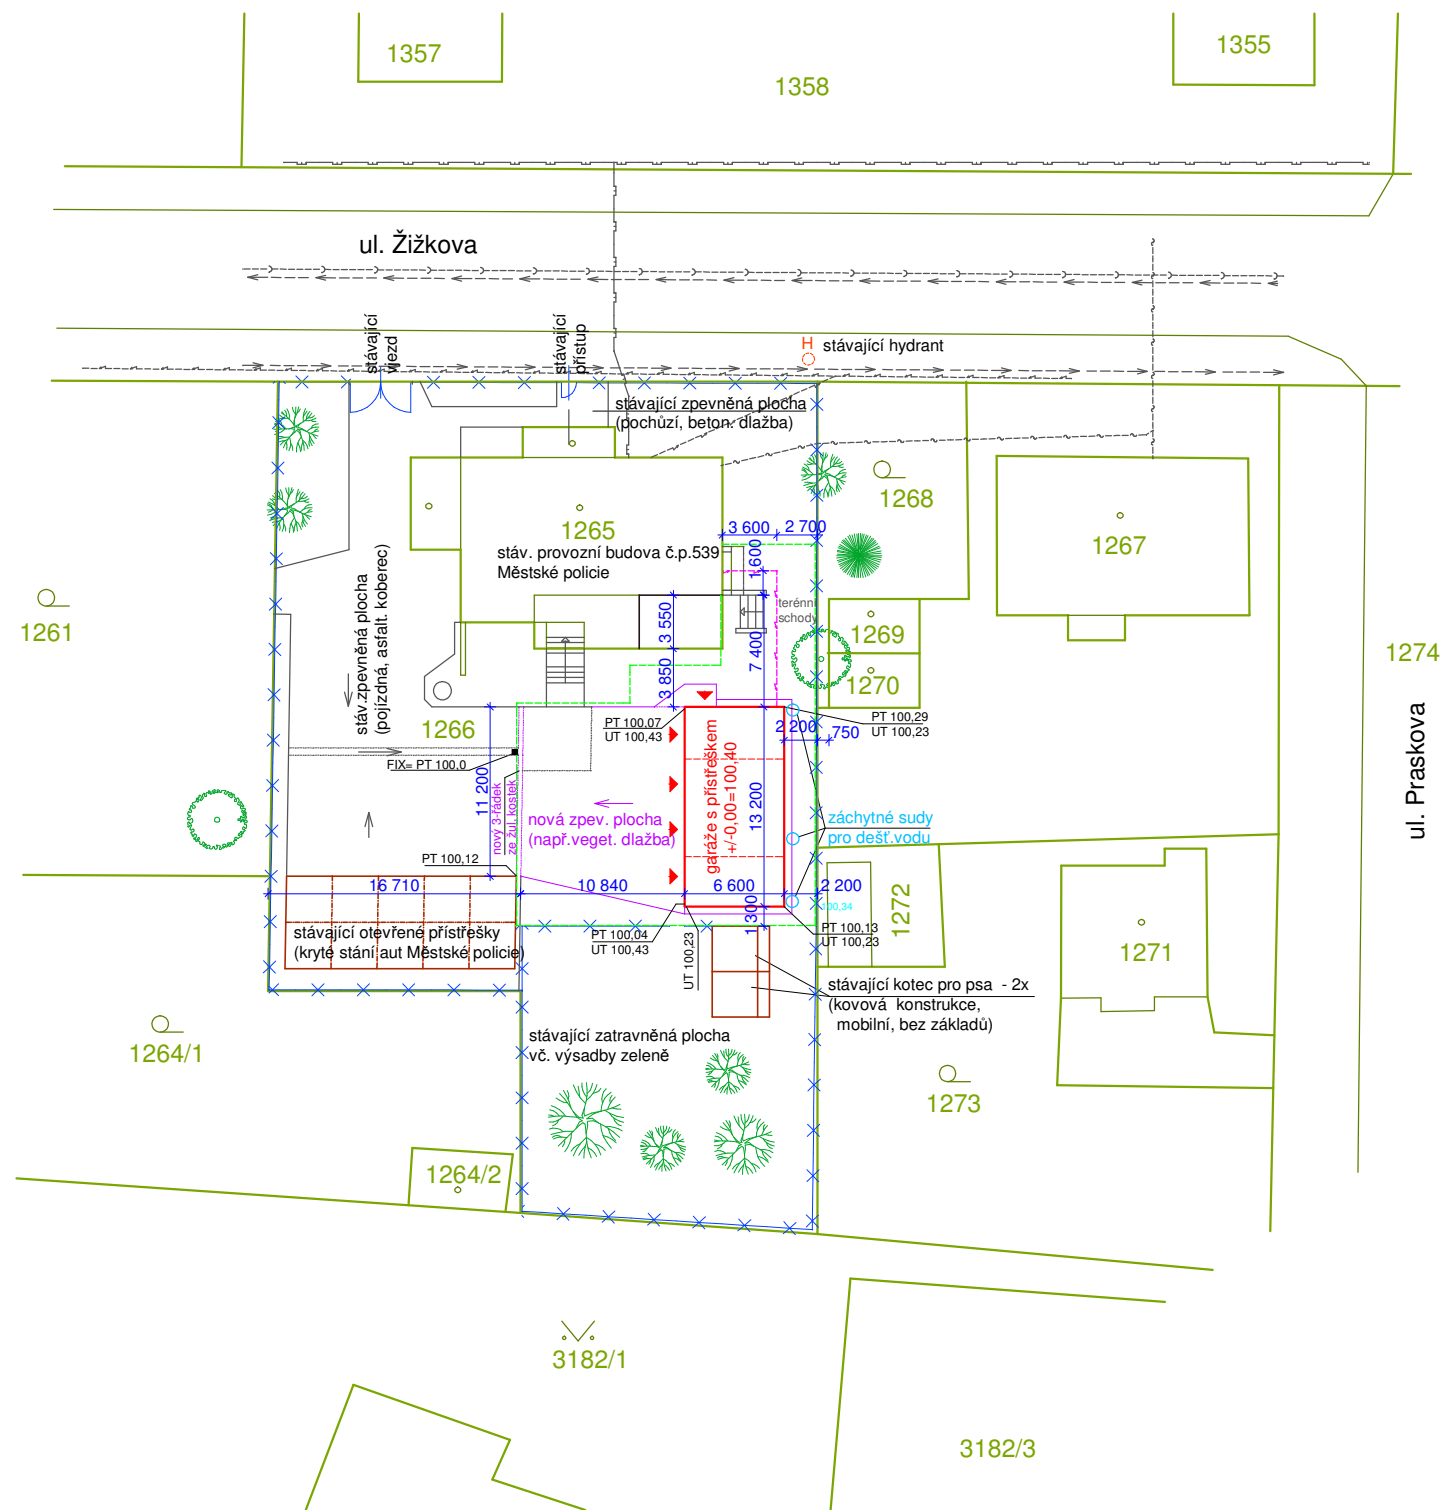 1357
1355
1358
ul. Žižkova
stávající
vjezd
stávající
přístup
H stávající hydrant
stávající zpevněná plocha
(pochůzí, beton. dlažba)
1268
1267
1265
stáv. provozní budova č.p.539
Městské policie
3 600
2 700
1 600
3 550
3 850
7 400
terénní
schody
stáv.zpevněná plocha
(pojízdná, asfalt. koberec)
1261
1269
1270
1274
1266
PT 100,07
UT 100,43
PT 100,29
UT 100,23
2 200
750
FIX= PT 100.0
11 200
nový 3-řádek
ze žul. kostek
nová zpev. plocha
(např.veget. dlažba)
garáže s přístřeškem
+/-0,00=100,40
13 200
záchytné sudy
pro dešť.vodu
ul. Praskova
PT 100,12
16 710
10 840
6 600
2 200
100,34
1 300
1272
stávající otevřené přístřešky
(kryté stání aut Městské policie)
PT 100,04
UT 100,43
UT 100,23
PT 100,13
UT 100,23
1271
stávající kotec pro psa - 2x
(kovová konstrukce,
mobilní, bez základů)
stávající zatravněná plocha
vč. výsadby zeleně
1264/1
1273
1264/2
3182/1
3182/3